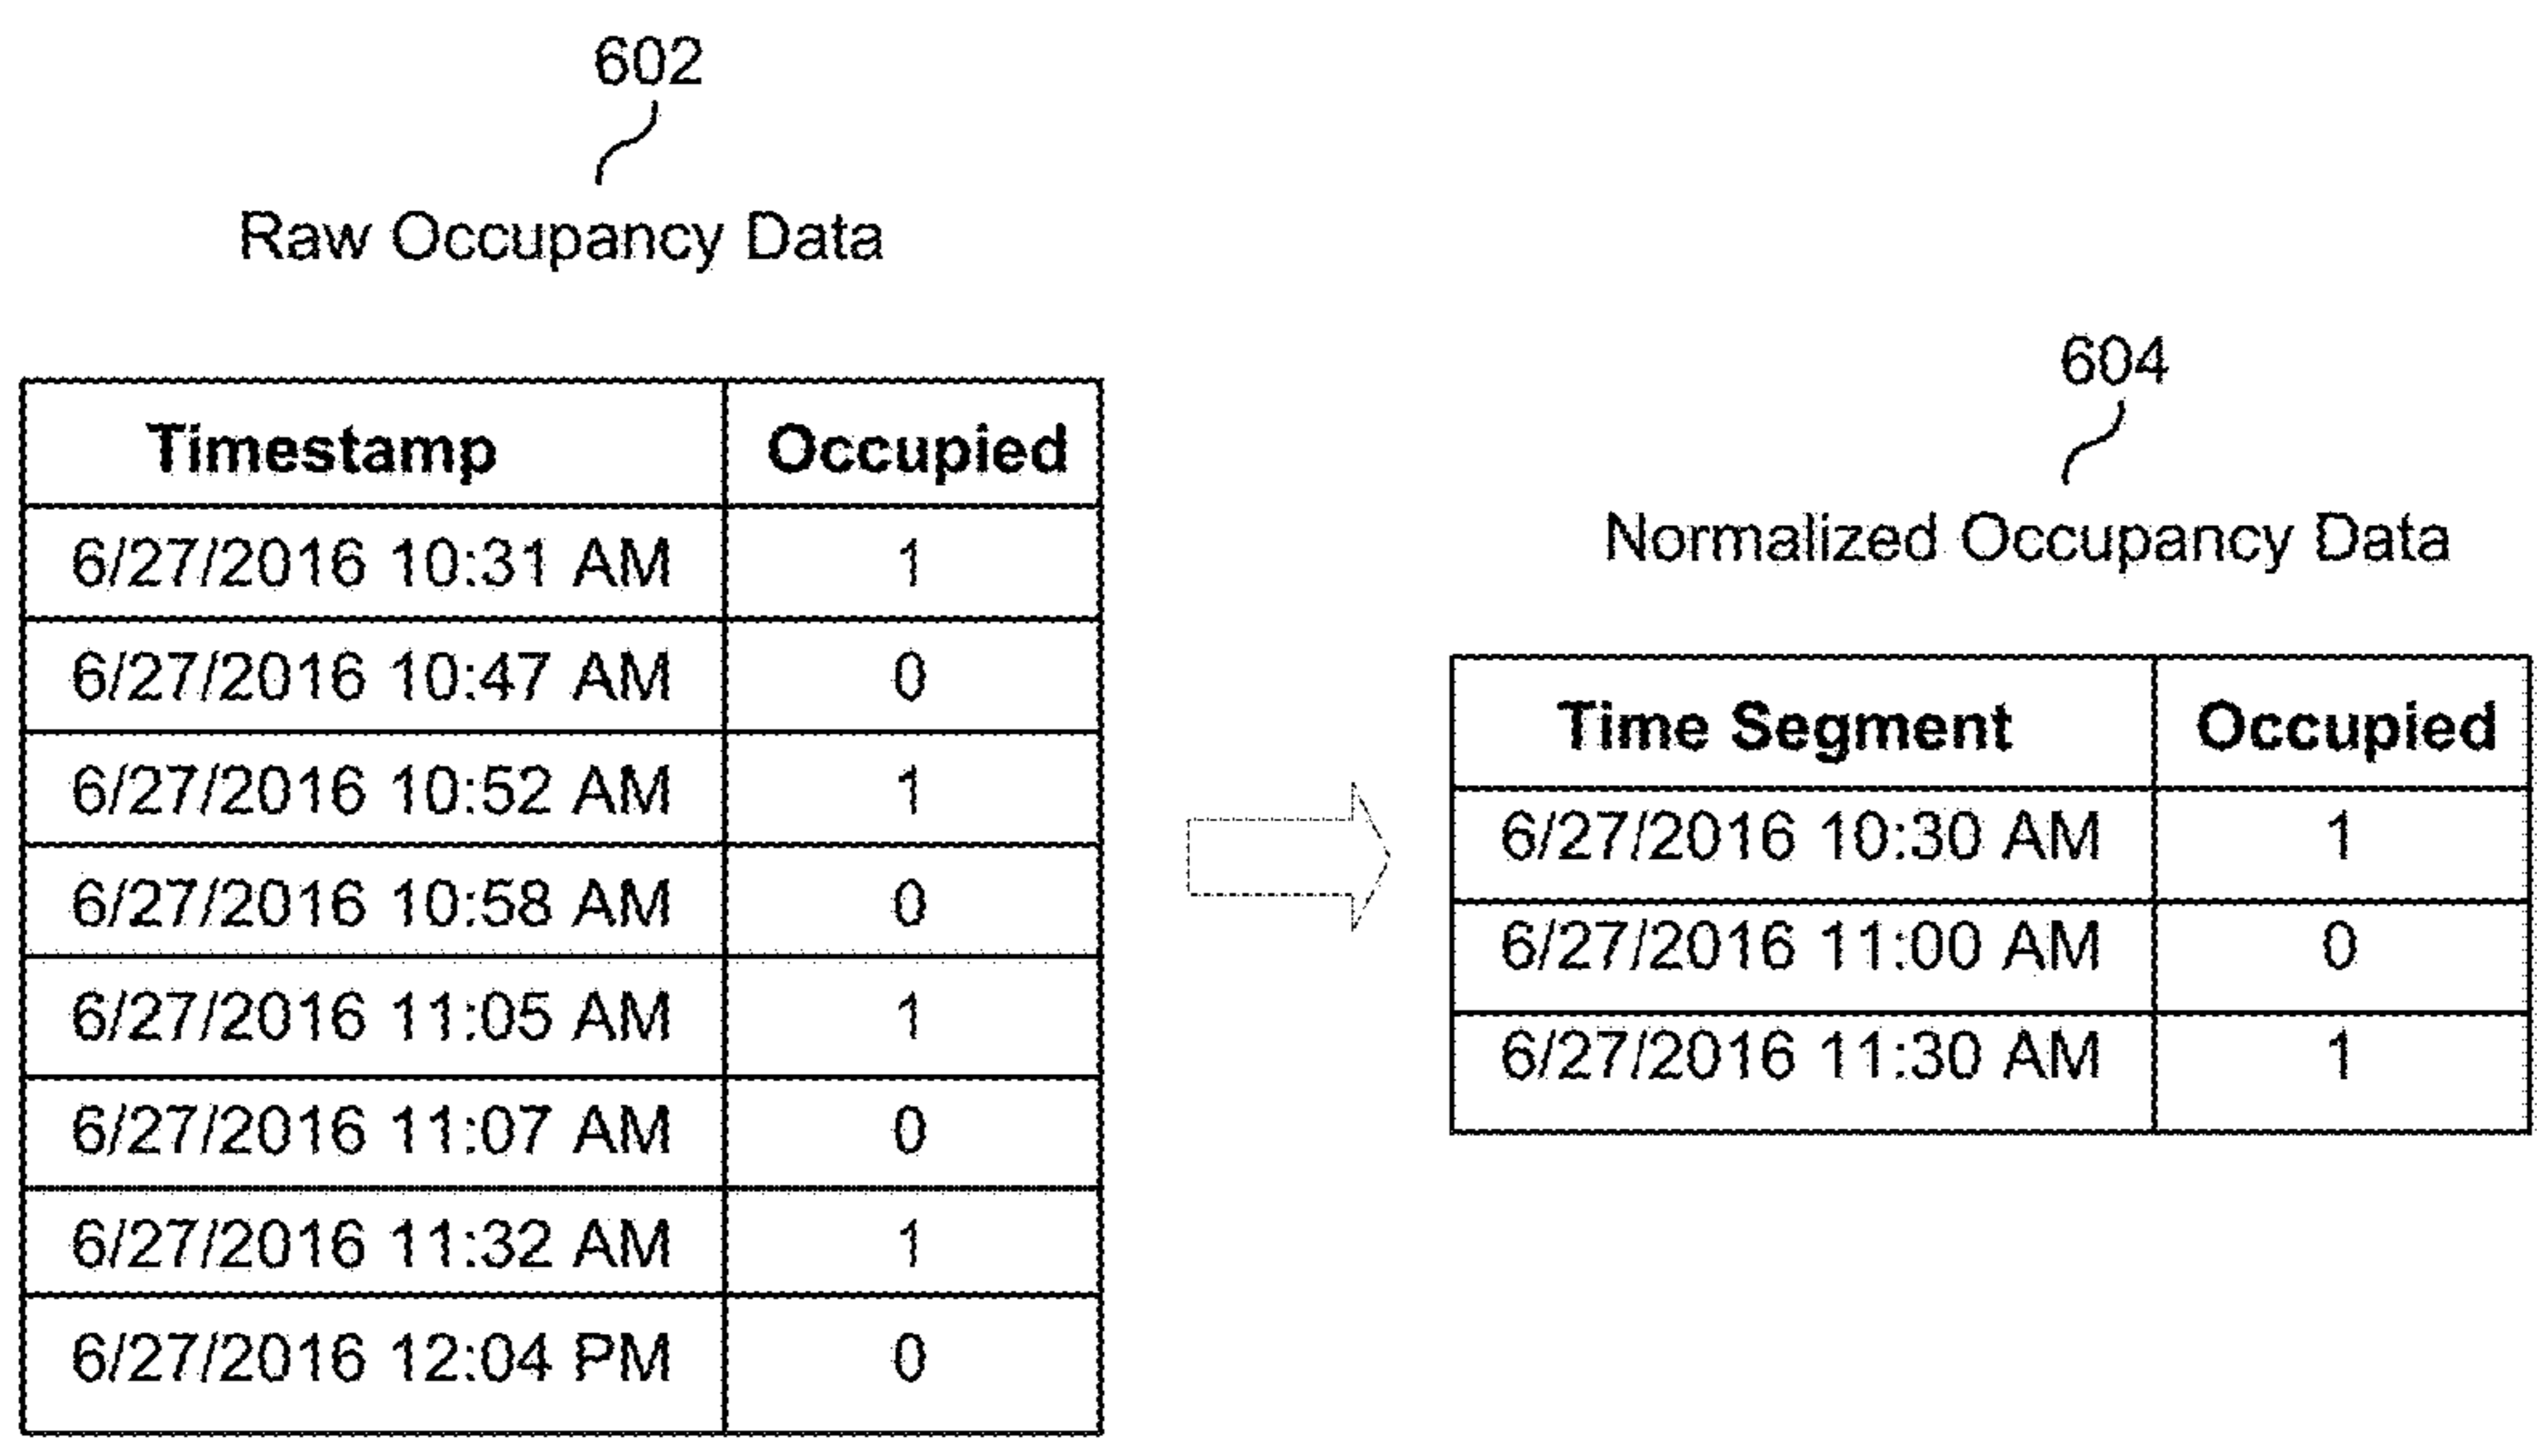 602
Raw Occupancy Data
Timestamp Occupied
6/27/2016 10:31 AM 1
6/27/2016 10:47 AM 0
6/27/2016 10:52 AM 1
6/27/2016 10:58 AM 0
6/27/2016 11:05 AM 1
6/27/2016 11:07 AM 0
6/27/2016 11:32 AM 1
6/27/2016 12:04 PM 0
604
Normalized Occupancy Data
Time Segment Occupied
6/27/2016 10:30 AM 1
6/27/2016 11:00 AM 0
6/27/2016 11:30 AM 1